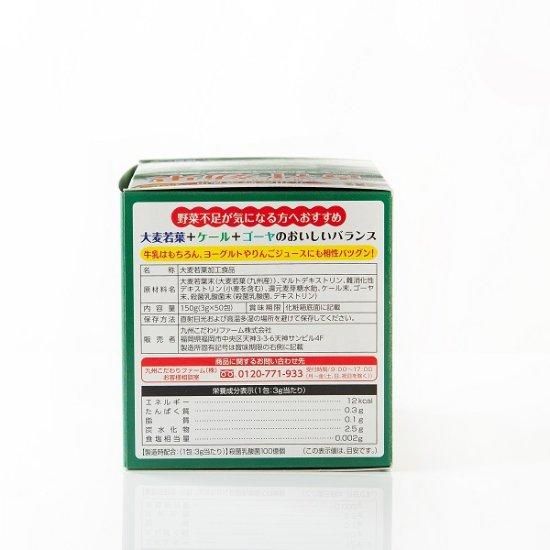 野菜不足が気になる方へおすすめ
大麦若葉+ケール+ゴーヤのおいしいバランス
牛乳はもちろん、ヨーグルトやりんごジュースにも相性バツグン!
名 称 大麦若葉加工食品
原材料名 大麦若葉末(大麦若葉(九州産))、マルトデキストリン、難消化性
デキストリン(小麦を含む)、還元麦芽糖水飴、ケール末、ゴーヤ
末、殺菌乳酸菌末(殺菌乳酸菌、デキストリン)
内 容 量 150g(3g×50包) 賞味期限 化粧箱底面に記載
保存方法 直射日光および高温多湿の場所を避けて保存してください。
販 売 者 九州こだわりファーム株式会社
福岡県福岡市中央区天神3-3-6天神サンビル4F
製造所固有記号は賞味期限の右側に記載
商品に関するお問い合わせ先
九州こだわりファーム(株)
お客様相談室
0120-771-933
受付時間/9:00~17:00
(月~金(土、日、祝日を除く))
栄養成分表示(1包:3g当たり)
エネルギー 12kcal
たんぱく質 0.3g
脂質 0.1g
炭水化物 2.5g
食塩相当量 0.002g
【製造時配合:(1包:3g当たり)】殺菌乳酸菌100億個 (この表示値は、目安です。)